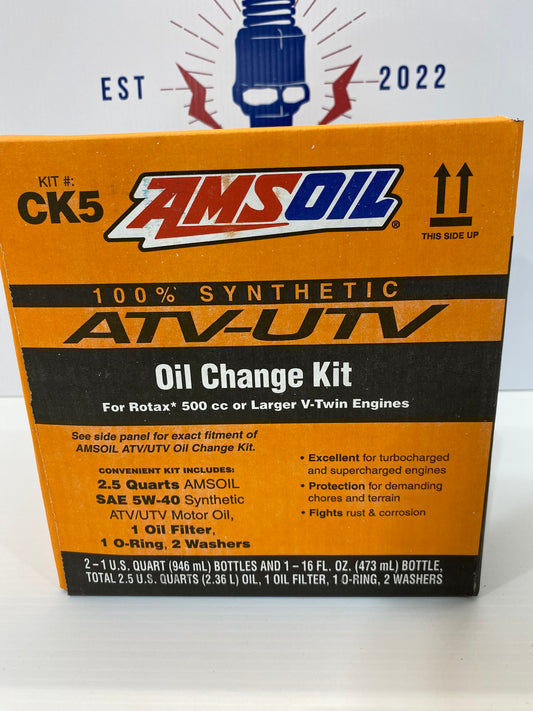 EST
2022
KIT #:
CK5
AMSOIL
®
THIS SIDE UP
100% SYNTHETIC
ATV-UTV
Oil Change Kit
For Rotax* 500 cc or Larger V-Twin Engines
See side panel for exact fitment of
AMSOIL ATV/UTV Oil Change Kit.
CONVENIENT KIT INCLUDES:
2.5 Quarts AMSOIL
SAE 5W-40 Synthetic
ATV/UTV Motor Oil,
1 Oil Filter,
1 O-Ring, 2 Washers
• Excellent for turbocharged
and supercharged engines
• Protection for demanding
chores and terrain
• Fights rust & corrosion
2 – 1 U.S. QUART (946 mL) BOTTLES AND 1 – 16 FL. OZ. (473 mL) BOTTLE,
TOTAL 2.5 U.S. QUARTS (2.36 L) OIL, 1 OIL FILTER, 1 O-RING, 2 WASHERS